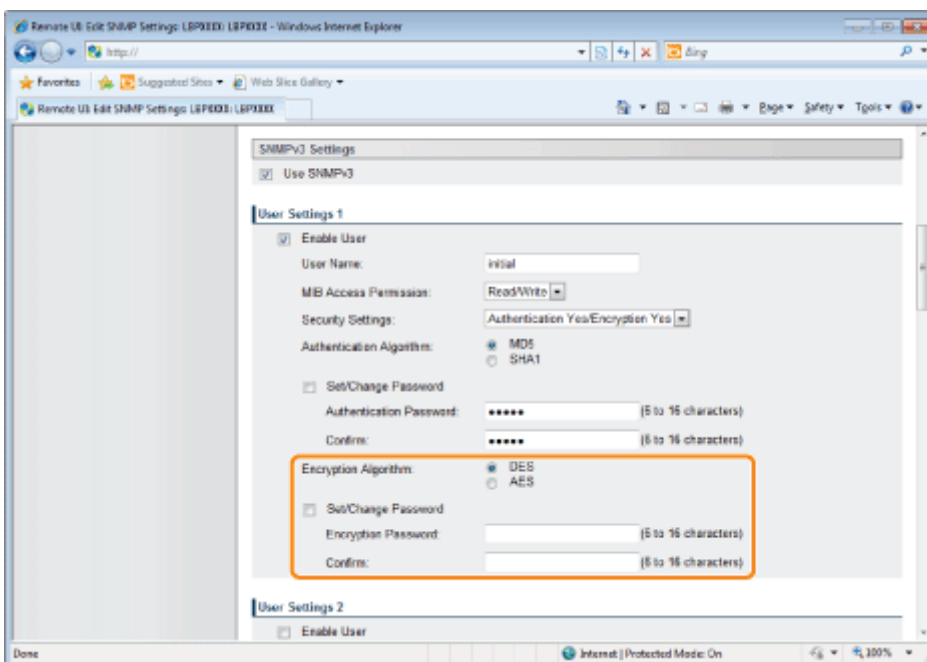 Remote UI: Edit SNMP Settings: LBPXXXX: LBPXXXX - Windows Internet Explorer
http://
Bing
Favorites Suggested Sites Web Slice Gallery
Remote UI: Edit SNMP Settings: LBPXXXX: LBPXXXX
Page Safety Tools
SNMPv3 Settings
Use SNMPv3
User Settings 1
Enable User
User Name: initial
MIB Access Permission: Read/Write
Security Settings: Authentication Yes/Encryption Yes
Authentication Algorithm: MD5
SHA1
Set/Change Password
Authentication Password: ••••• (6 to 16 characters)
Confirm: ••••• (6 to 16 characters)
Encryption Algorithm: DES
AES
Set/Change Password
Encryption Password: (6 to 16 characters)
Confirm: (6 to 16 characters)
User Settings 2
Enable User
Done Internet | Protected Mode: On 100%